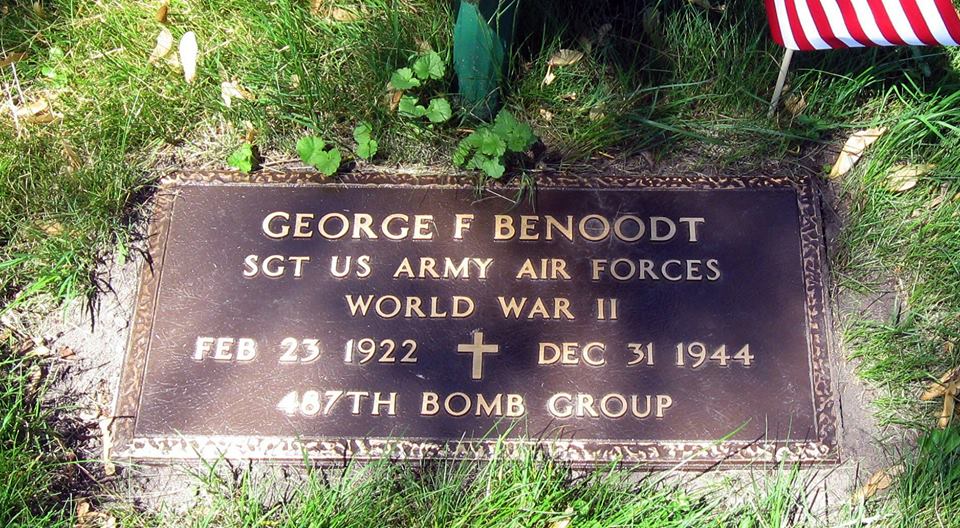 GEORGE F BENOODT
SGT US ARMY AIR FORCES
WORLD WAR II
FEB 23 1922 DEC 31 1944
487TH BOMB GROUP